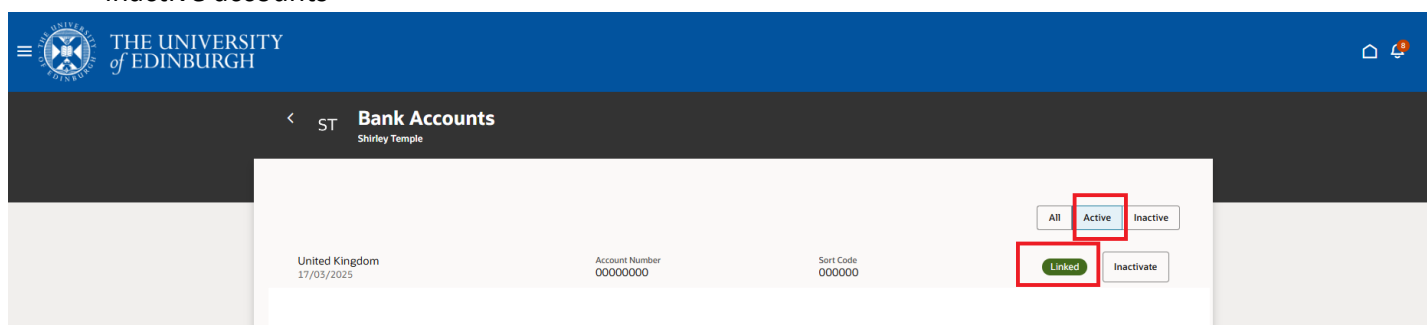 THE UNIVERSITY
of EDINBURGH
8
ST
Bank Accounts
Shirley Temple
All Active Inactive
United Kingdom
17/03/2025
Account Number
00000000
Sort Code
000000
Linked
Inactivate